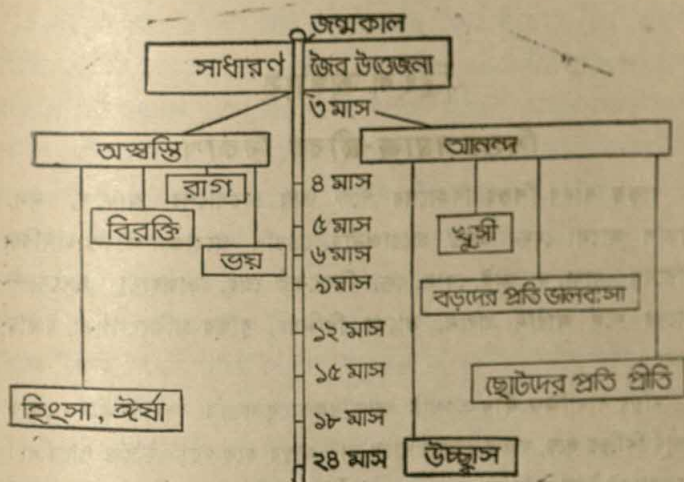 জন্মকাল
সাধারণ জৈব উত্তেজনা
৩ মাস
অস্বস্তি
আনন্দ
রাগ
৪ মাস
বিরক্তি
৫ মাস
খুসী
ভয়
৬ মাস
৯মাস
বড়দের প্রতি ভালবাসা
১২ মাস
১৫ মাস
ছোটদের প্রতি প্রীতি
হিংসা, ঈর্ষা
১৮ মাস
২৪ মাস
উচ্ছ্বাস